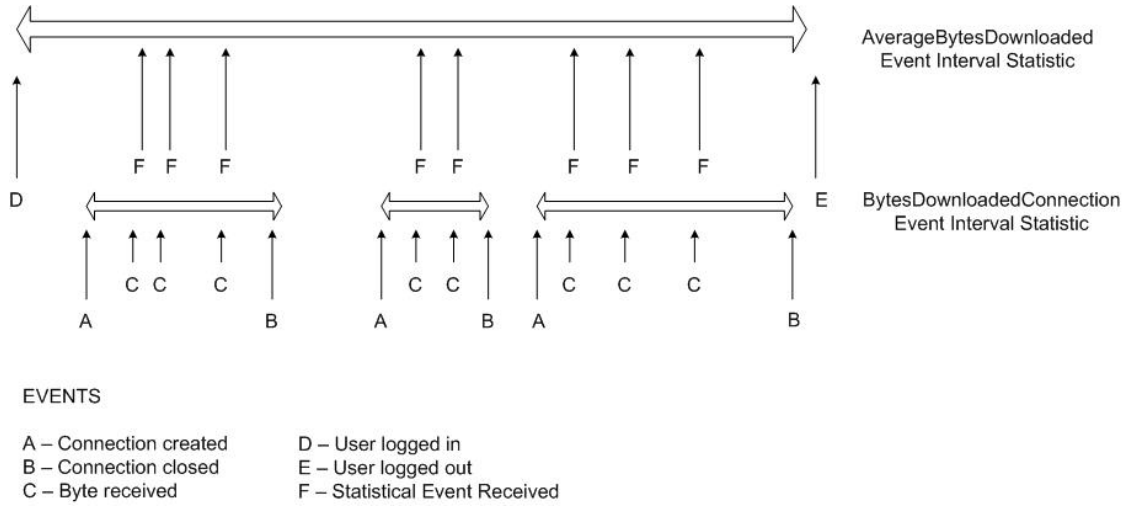 AverageBytesDownloaded
Event Interval Statistic
F F F F F F F F
D E
BytesDownloadedConnection
Event Interval Statistic
C C C C C C C C
A B A B A B
EVENTS
A – Connection created
B – Connection closed
C – Byte received
D – User logged in
E – User logged out
F – Statistical Event Received